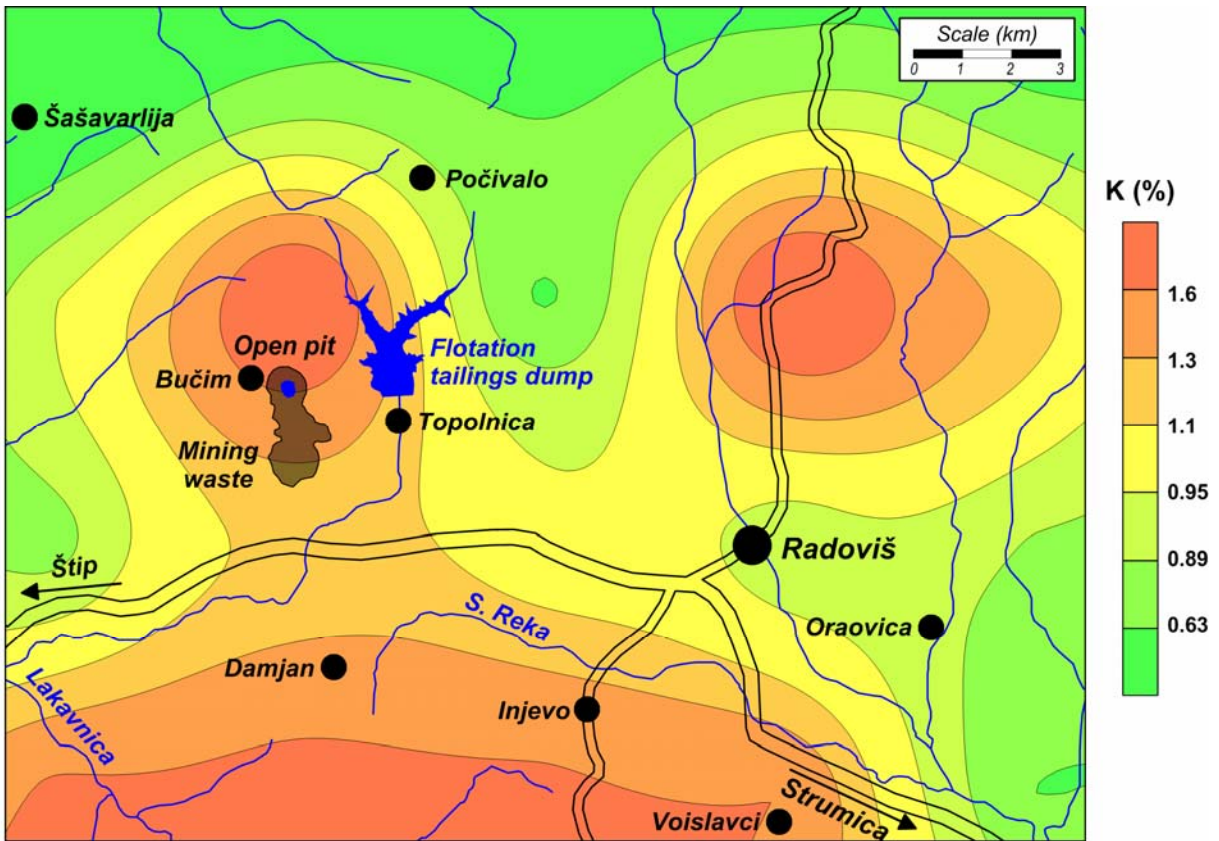 Scale (km)
0 1 2 3
Šašavarlija
Počivalo
K (%)
1.6
1.3
1.1
0.95
0.89
0.63
Open pit
Bučim
Flotation
tailings dump
Topolnica
Mining
waste
Radoviš
Štip
S. Reka
Oraovica
Damjan
Lakavnica
Injevo
Strumica
Voislavci